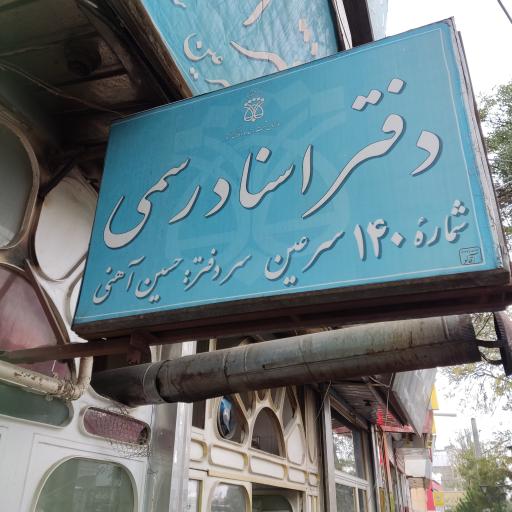 دفتر اسناد رسمی
شمارهٔ ۱۴۰ سرعین سردفتر: حسین آهنی